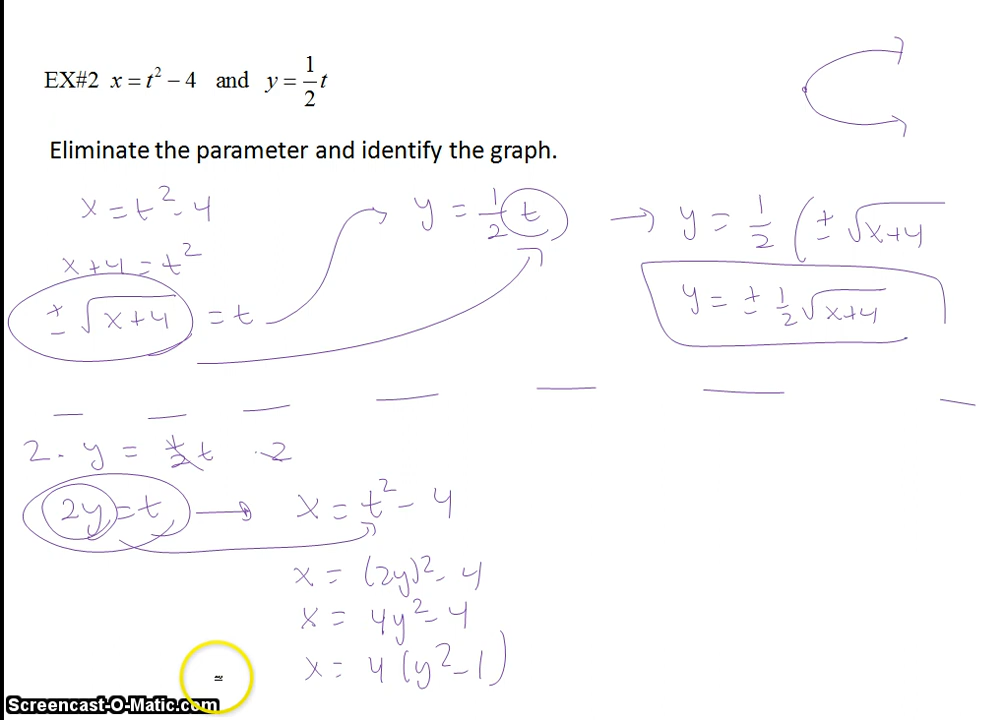 EX#2 x = t² − 4 and y = 1/2 t
Eliminate the parameter and identify the graph.
x = t² - 4
x + 4 = t²
± √(x+4) = t
y = 1/2 t
→ y = 1/2 (± √(x+4)
y = ± 1/2 √(x+4)
2 · y = 1/2 t · 2
2y = t → x = t² - 4
x = (2y)² - 4
x = 4y² - 4
x = 4(y² - 1)
Screencast-O-Matic.com